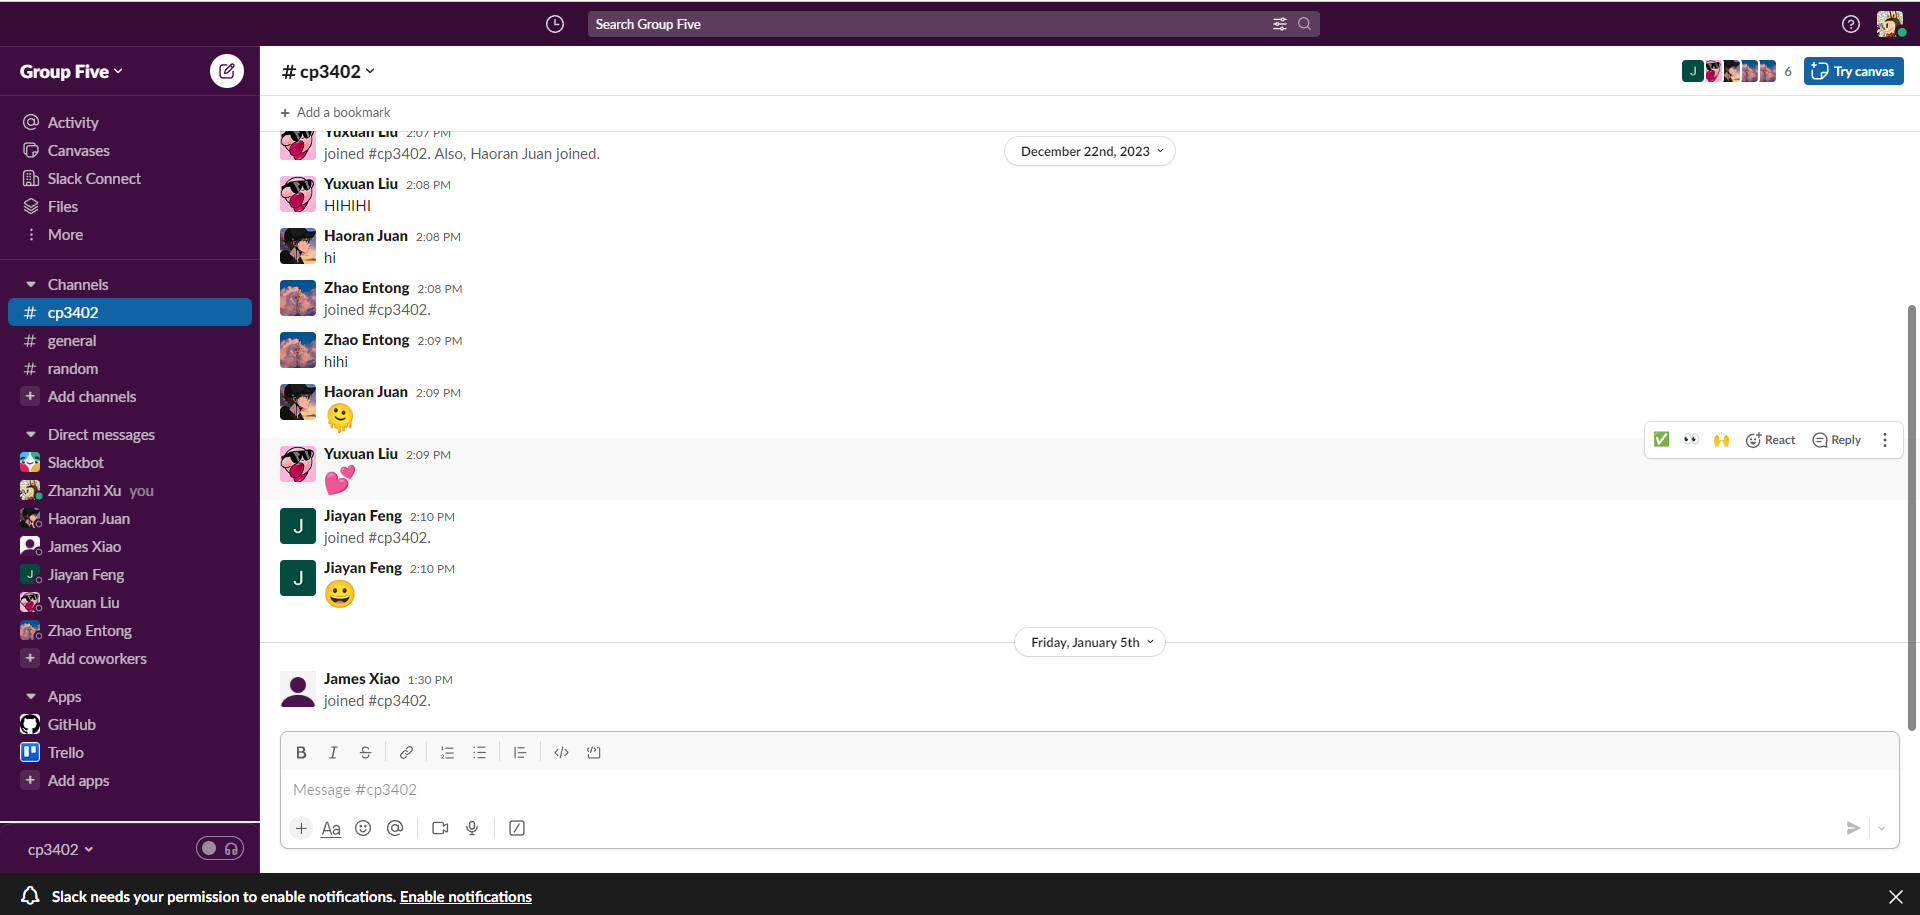 Search Group Five
Group Five
# cp3402
J
6
Try canvas
+ Add a bookmark
Activity
Canvases
Slack Connect
Files
More
Channels
# cp3402
# general
# random
+ Add channels
Direct messages
Slackbot
Zhanzhi Xu you
Haoran Juan
James Xiao
J Jiayan Feng
Yuxuan Liu
Zhao Entong
+ Add coworkers
Apps
GitHub
Trello
+ Add apps
cp3402
Yuxuan Liu 2:07 PM
joined #cp3402. Also, Haoran Juan joined.
December 22nd, 2023
Yuxuan Liu 2:08 PM
HIHIHI
Haoran Juan 2:08 PM
hi
Zhao Entong 2:08 PM
joined #cp3402.
Zhao Entong 2:09 PM
hihi
Haoran Juan 2:09 PM
🫠
Yuxuan Liu 2:09 PM
💕
✅ 👀 🙌 React Reply
J
Jiayan Feng 2:10 PM
joined #cp3402.
J
Jiayan Feng 2:10 PM
😀
Friday, January 5th
James Xiao 1:30 PM
joined #cp3402.
B I S
Message #cp3402
+ Aa @
Slack needs your permission to enable notifications. Enable notifications